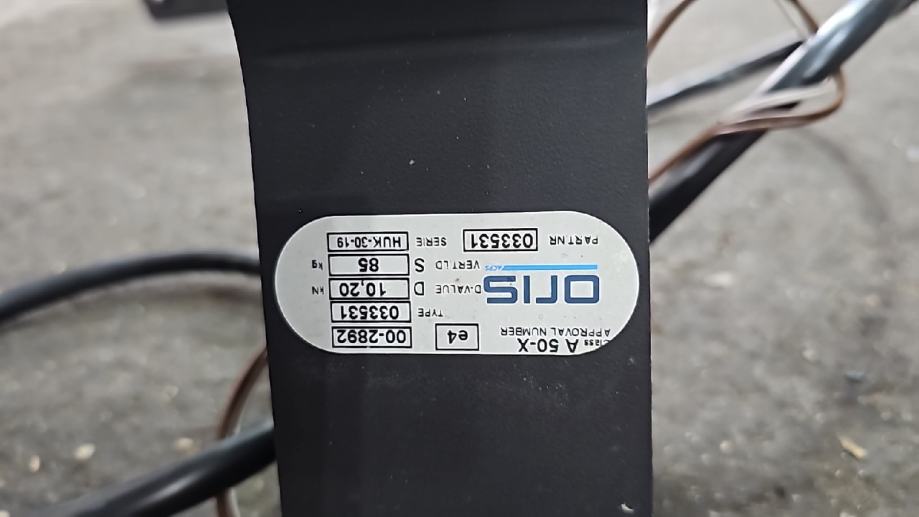 Class A 50-X
APPROVAL NUMBER e4 00-2892
TYPE 033531
oris D-VALUE D 10,20 kN
ACPS VERT LD S 85 kg
PART.NR 033531 SERIE HUK-30-19